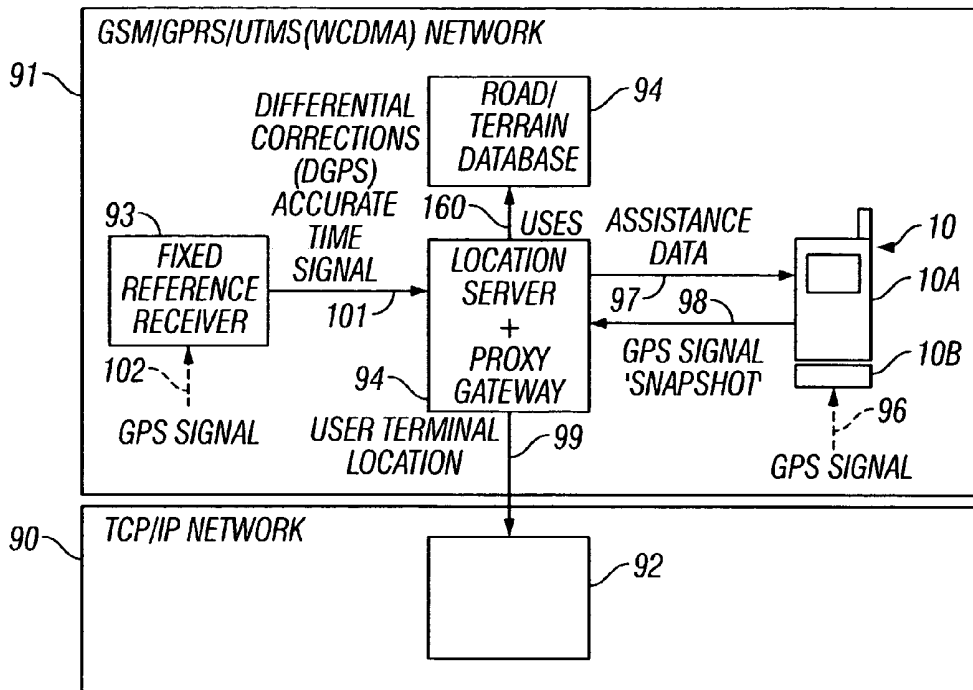 GSM/GPRS/UTMS(WCDMA) NETWORK
91
DIFFERENTIAL
CORRECTIONS
(DGPS)
ACCURATE
TIME
SIGNAL
101
ROAD/
TERRAIN
DATABASE
94
160
USES
93
FIXED
REFERENCE
RECEIVER
102
GPS SIGNAL
LOCATION
SERVER
+
PROXY
GATEWAY
94
ASSISTANCE
DATA
97
98
GPS SIGNAL
'SNAPSHOT'
10
10A
10B
96
GPS SIGNAL
USER TERMINAL
LOCATION
99
90
TCP/IP NETWORK
92